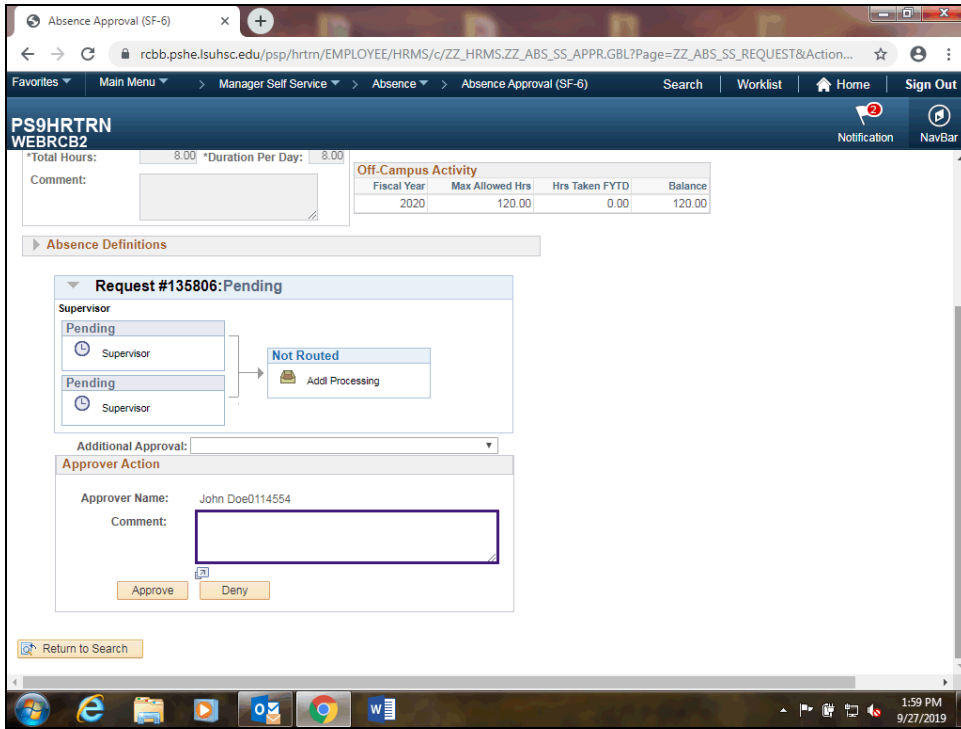 Absence Approval (SF-6)
rcbb.pshe.lsuhsc.edu/psp/hrtrn/EMPLOYEE/HRMS/c/ZZ_HRMS.ZZ_ABS_SS_APPR.GBL?Page=ZZ_ABS_SS_REQUEST&Action...
Favorites Main Menu > Manager Self Service > Absence > Absence Approval (SF-6) Search Worklist Home Sign Out
PS9HRTRN
WEBRCB2
2
Notification NavBar
*Total Hours: 8.00 *Duration Per Day: 8.00
Comment:
Off-Campus Activity
Fiscal Year Max Allowed Hrs Hrs Taken FYTD Balance
2020 120.00 0.00 120.00
Absence Definitions
Request #135806:Pending
Supervisor
Pending
Supervisor
Not Routed
Addl Processing
Pending
Supervisor
Additional Approval:
Approver Action
Approver Name: John Doe0114554
Comment:
Approve Deny
Return to Search
1:59 PM
9/27/2019